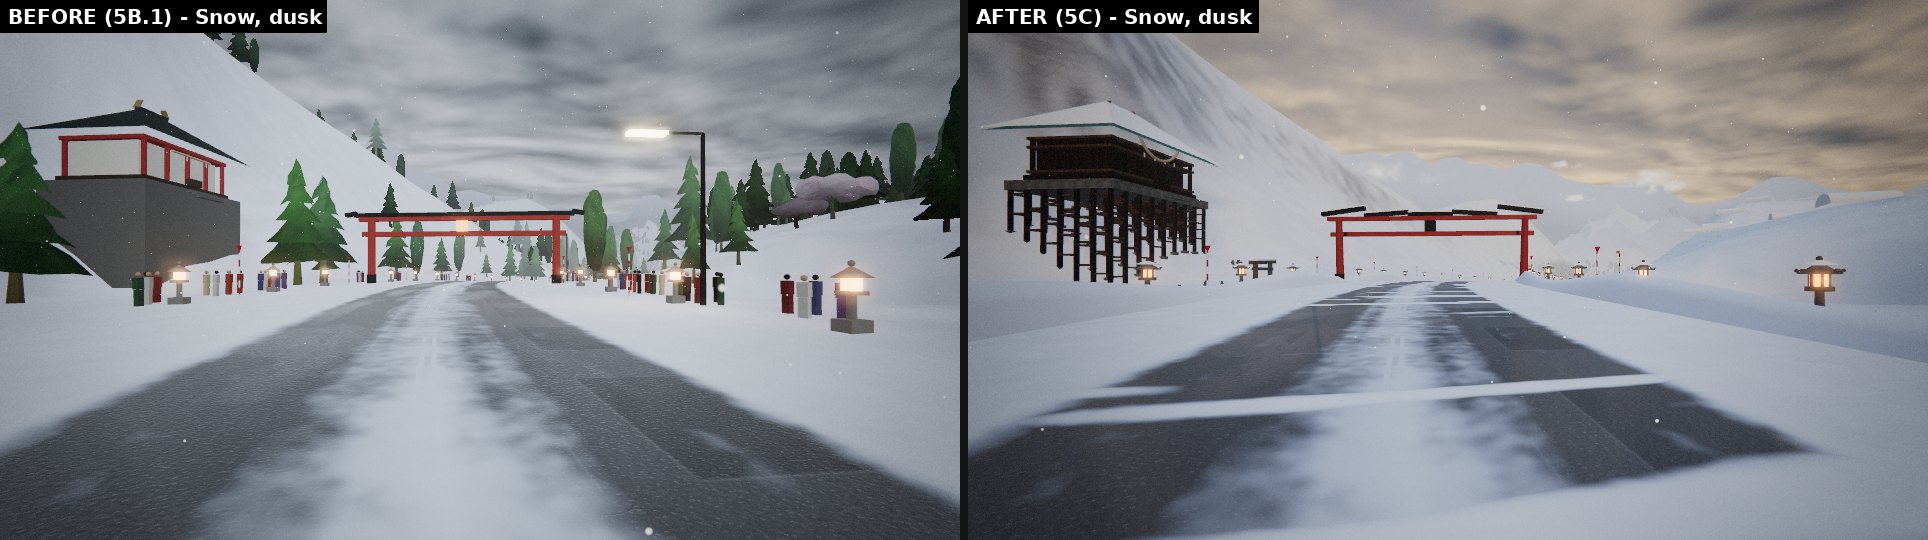 BEFORE (5B.1) - Snow, dusk
AFTER (5C) - Snow, dusk